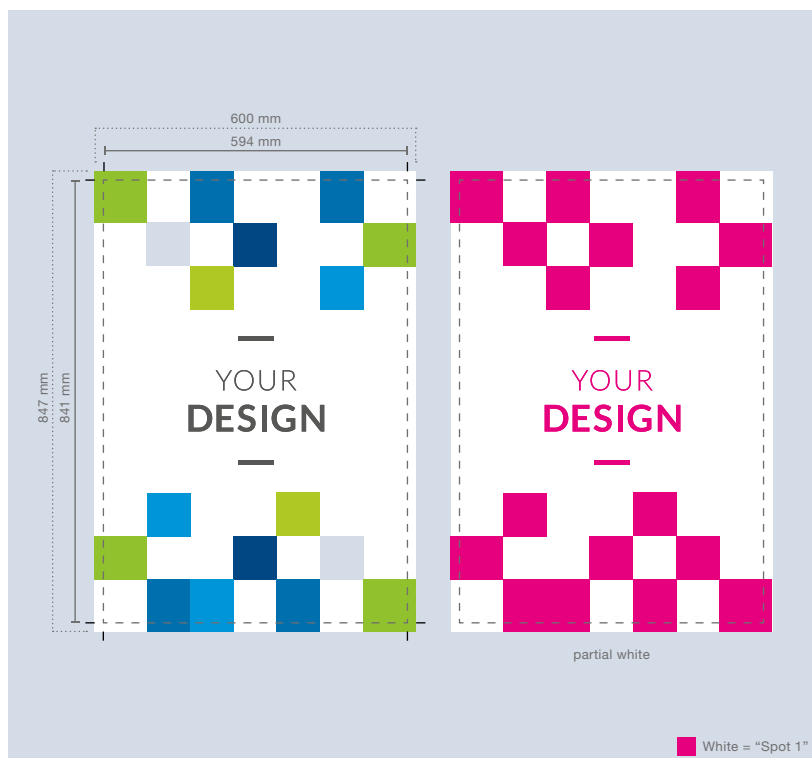 600 mm
594 mm
847 mm
841 mm
YOUR
DESIGN
YOUR
DESIGN
partial white
White = “Spot 1”